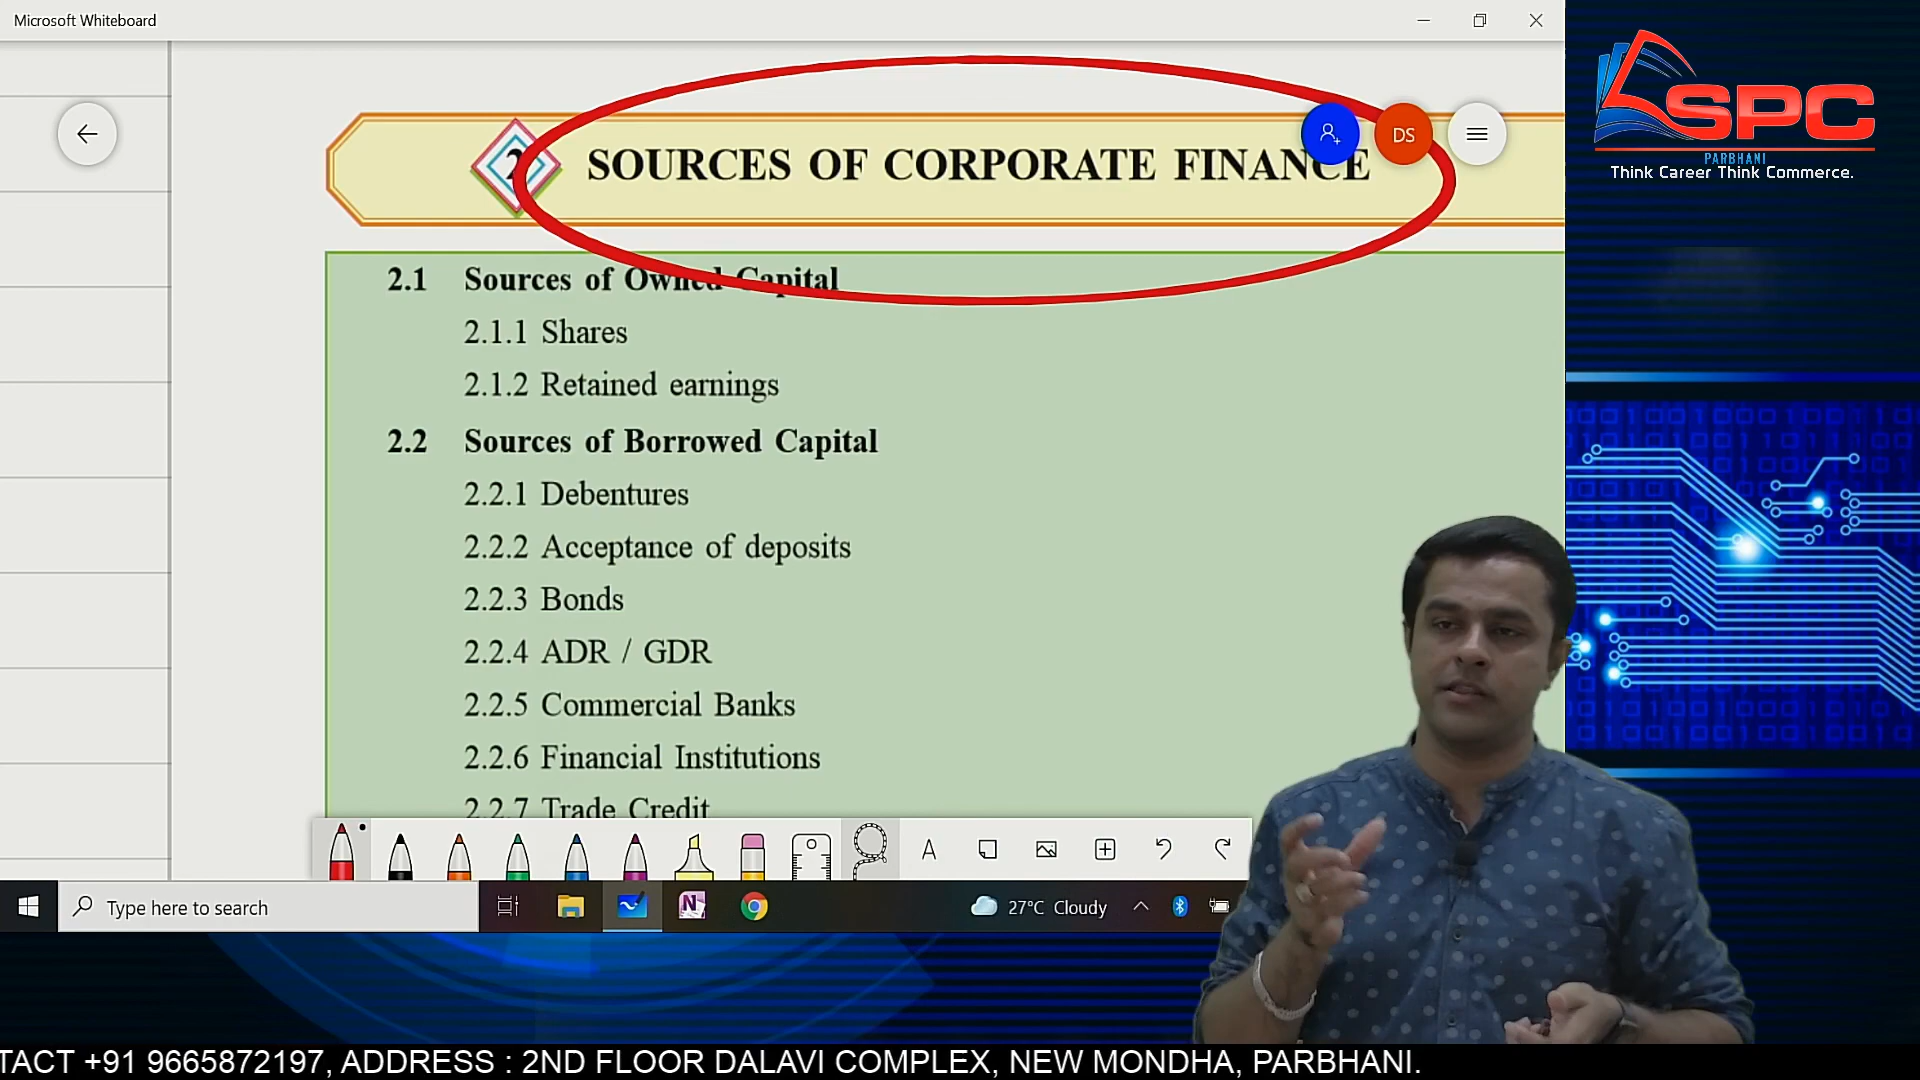 Microsoft Whiteboard
2 SOURCES OF CORPORATE FINANCE
DS
2.1 Sources of Owned Capital
2.1.1 Shares
2.1.2 Retained earnings
2.2 Sources of Borrowed Capital
2.2.1 Debentures
2.2.2 Acceptance of deposits
2.2.3 Bonds
2.2.4 ADR / GDR
2.2.5 Commercial Banks
2.2.6 Financial Institutions
2.2.7 Trade Credit
Type here to search
27°C Cloudy
SPC
PARBHANI
Think Career Think Commerce.
TACT +91 9665872197, ADDRESS : 2ND FLOOR DALAVI COMPLEX, NEW MONDHA, PARBHANI.